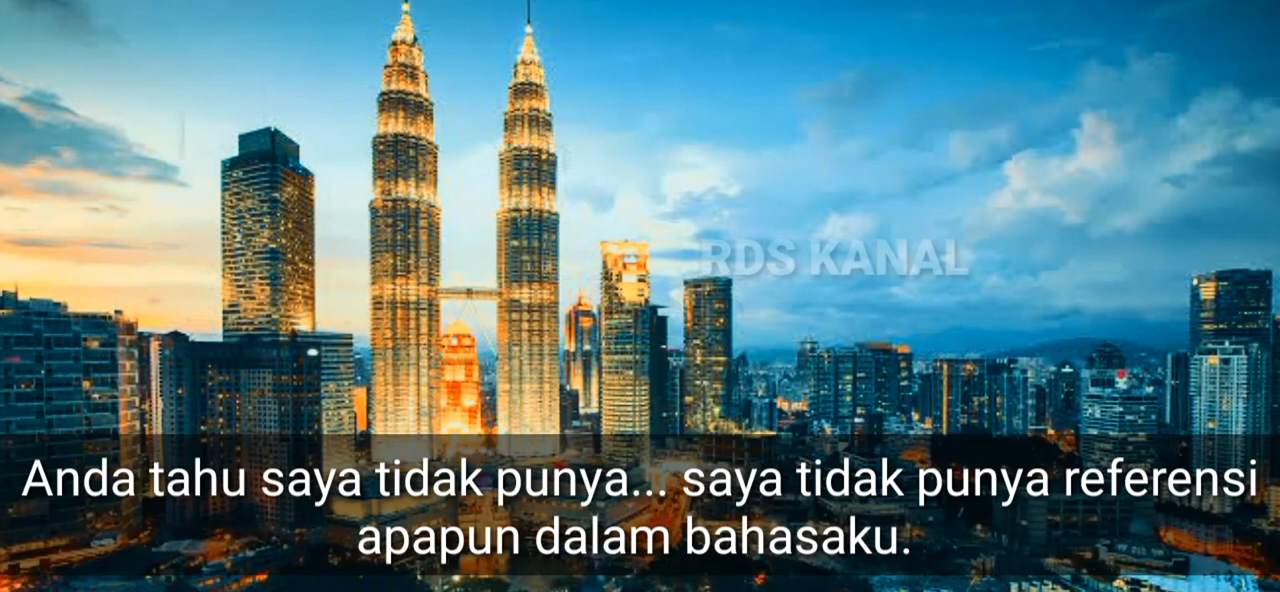 RDS KANAL
Anda tahu saya tidak punya... saya tidak punya referensi
apapun dalam bahasaku.